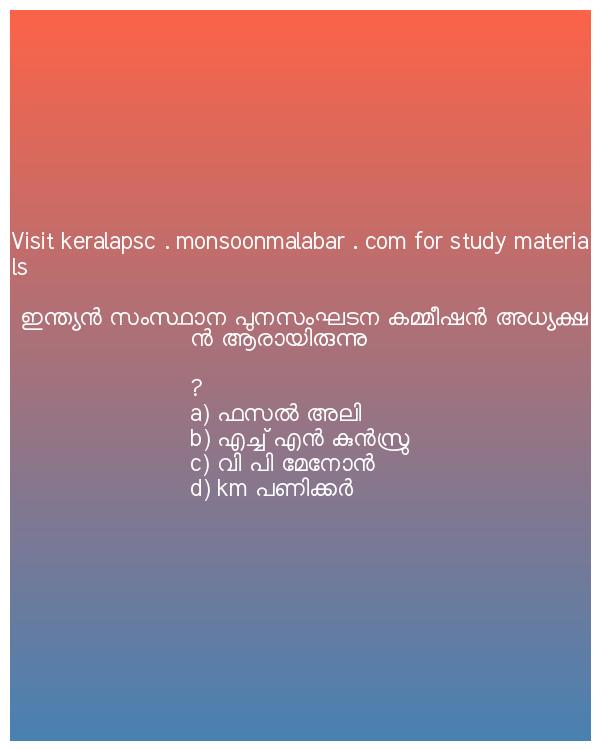 Visit keralapsc . monsoonmalabar . com for study materia
ls
ഇന്ത്യൻ സംസ്ഥാന പുനസംഘടന കമ്മീഷൻ അധ്യക്ഷ
ൻ ആരായിരുന്നു
?
a) ഫസൽ അലി
b) എച്ച് എൻ കുൻസ്രു
c) വി പി മേനോൻ
d) km പണിക്കർ